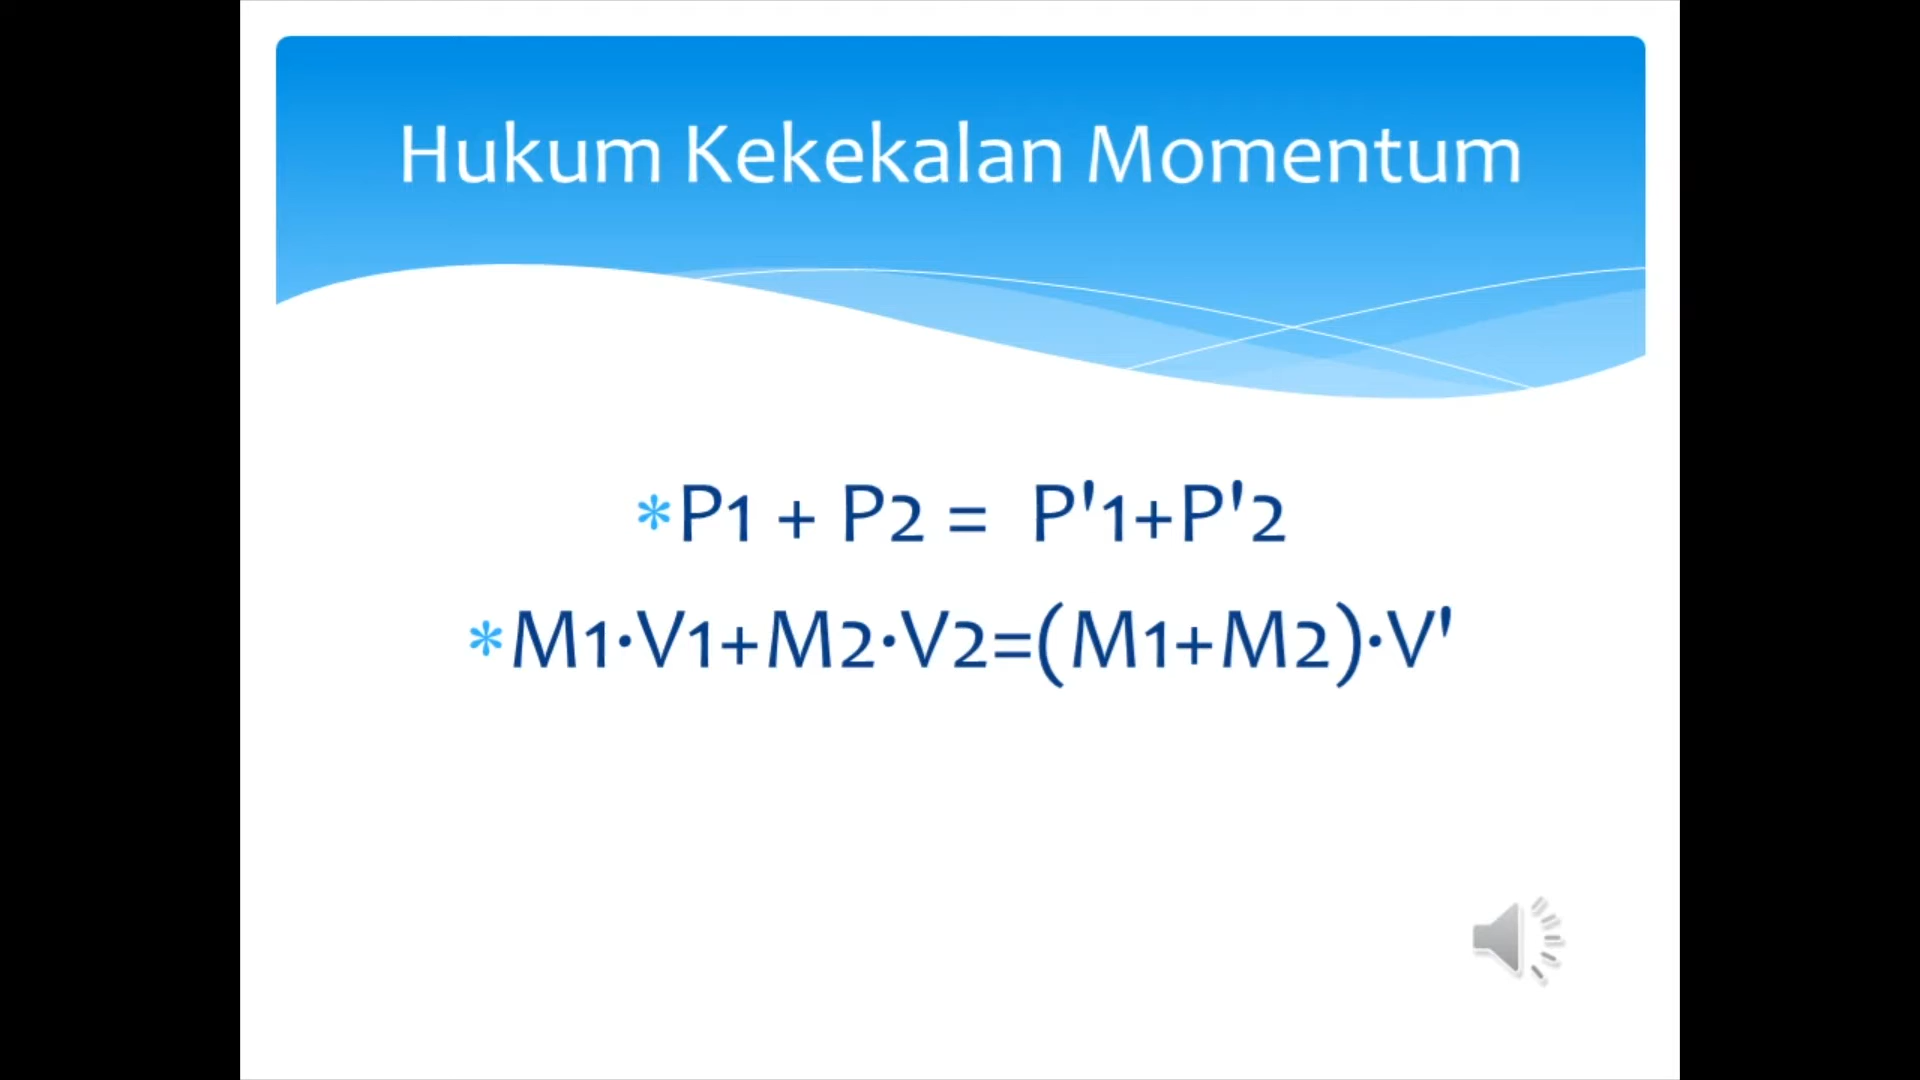 Hukum Kekekalan Momentum
*P1 + P2 = P'1+P'2
*M1·V1+M2·V2=(M1+M2)·V'